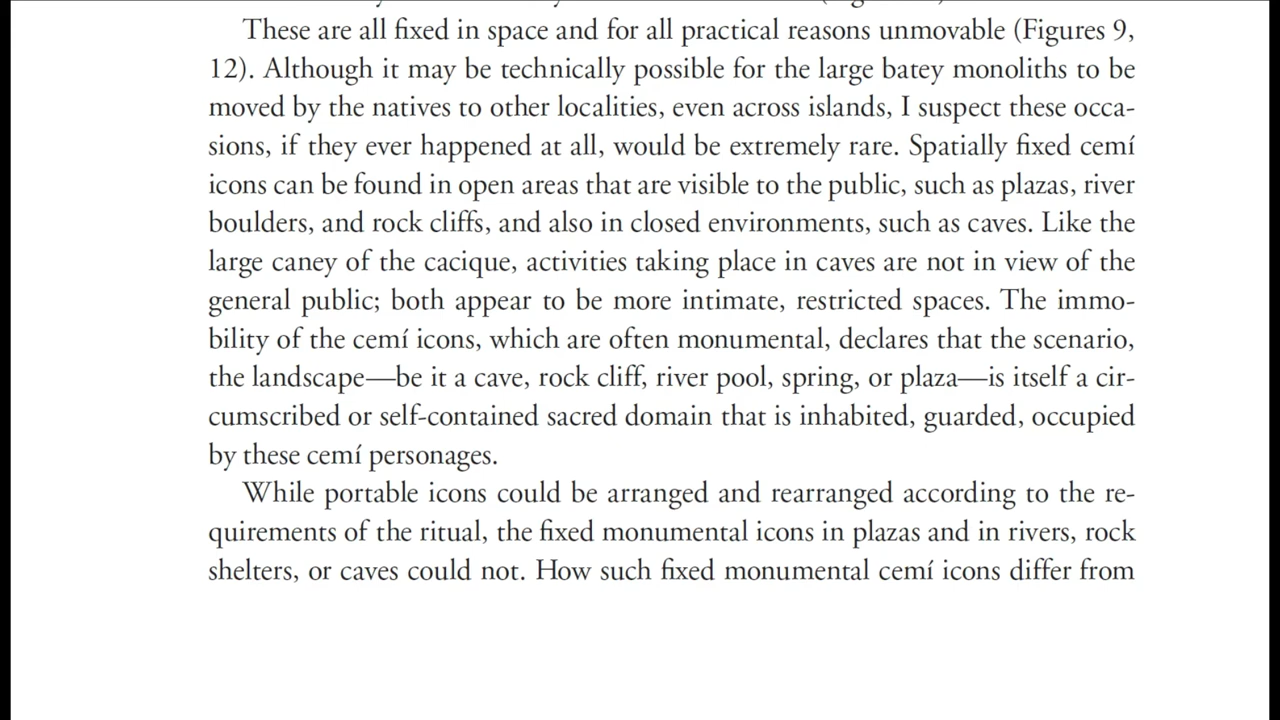 These are all fixed in space and for all practical reasons unmovable (Figures 9,
12). Although it may be technically possible for the large batey monoliths to be
moved by the natives to other localities, even across islands, I suspect these occa-
sions, if they ever happened at all, would be extremely rare. Spatially fixed cemí
icons can be found in open areas that are visible to the public, such as plazas, river
boulders, and rock cliffs, and also in closed environments, such as caves. Like the
large caney of the cacique, activities taking place in caves are not in view of the
general public; both appear to be more intimate, restricted spaces. The immo-
bility of the cemí icons, which are often monumental, declares that the scenario,
the landscape—be it a cave, rock cliff, river pool, spring, or plaza—is itself a cir-
cumscribed or self-contained sacred domain that is inhabited, guarded, occupied
by these cemí personages.
While portable icons could be arranged and rearranged according to the re-
quirements of the ritual, the fixed monumental icons in plazas and in rivers, rock
shelters, or caves could not. How such fixed monumental cemí icons differ from